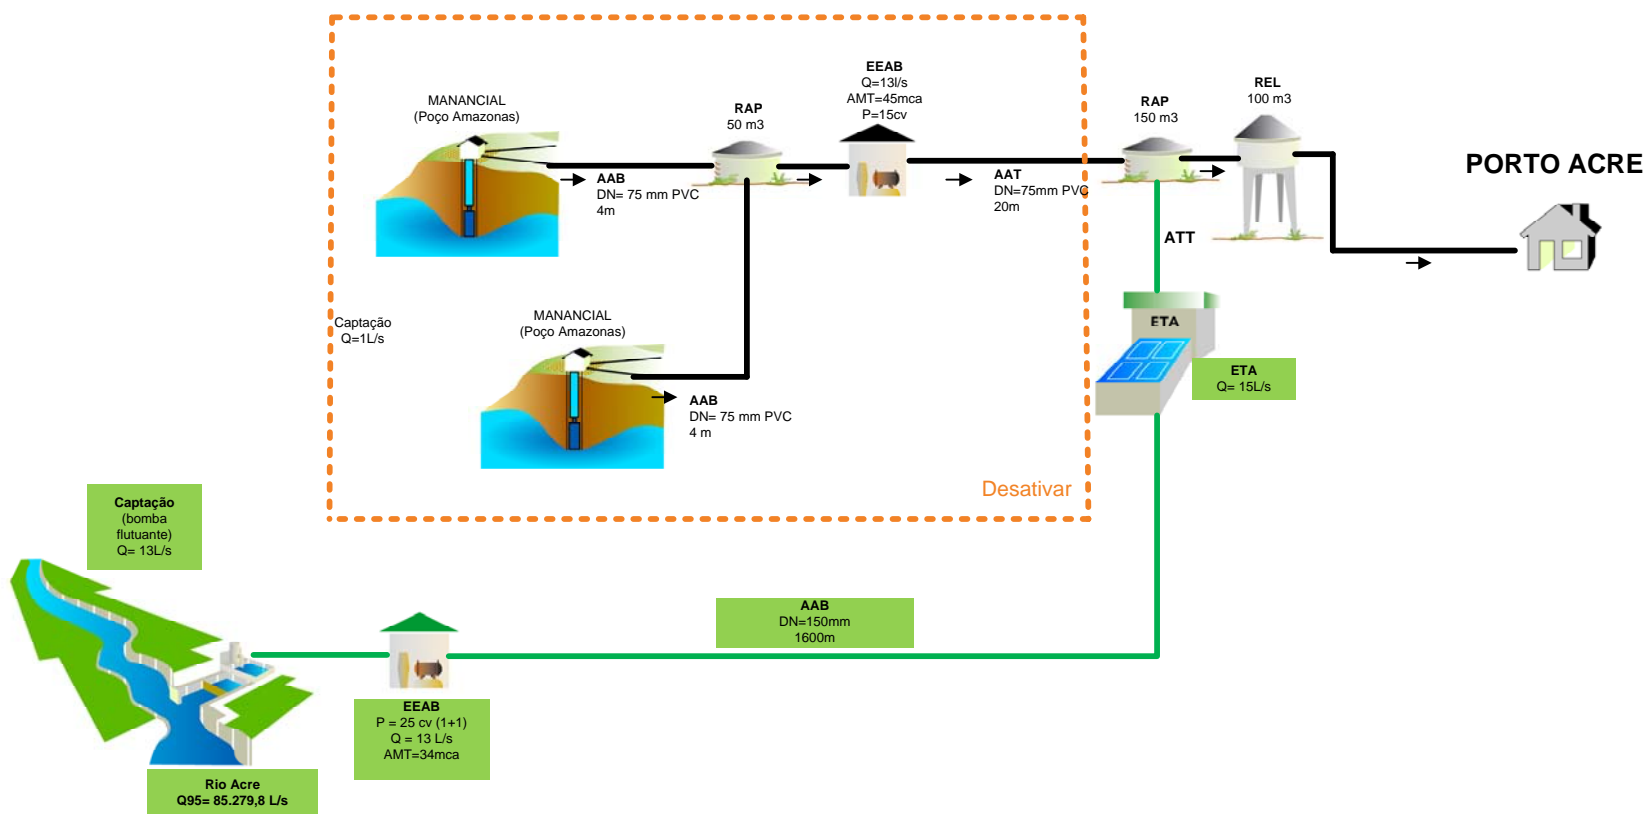 MANANCIAL
(Poço Amazonas)
RAP
50 m3
EEAB
Q=13l/s
AMT=45mca
P=15cv
RAP
150 m3
REL
100 m3
PORTO ACRE
AAB
DN= 75 mm PVC
4m
AAT
DN=75mm PVC
20m
ATT
Captação
Q=1L/s
MANANCIAL
(Poço Amazonas)
AAB
DN= 75 mm PVC
4 m
ETA
ETA
Q= 15L/s
Desativar
Captação
(bomba
flutuante)
Q= 13L/s
AAB
DN=150mm
1600m
EEAB
P = 25 cv (1+1)
Q = 13 L/s
AMT=34mca
Rio Acre
Q95= 85.279,8 L/s